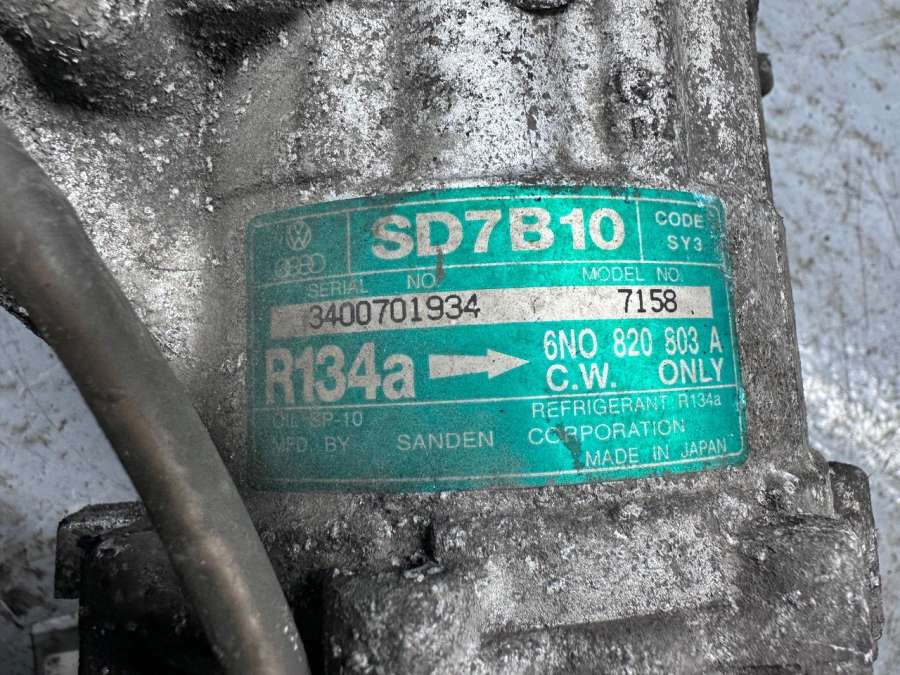 SD7B10
CODE
SY3
SERIAL NO.
MODEL NO.
3400701934
7158
R134a
6N0 820 803 A
C.W. ONLY
OIL SP-10
REFRIGERANT R134a
MFD BY SANDEN CORPORATION
MADE IN JAPAN